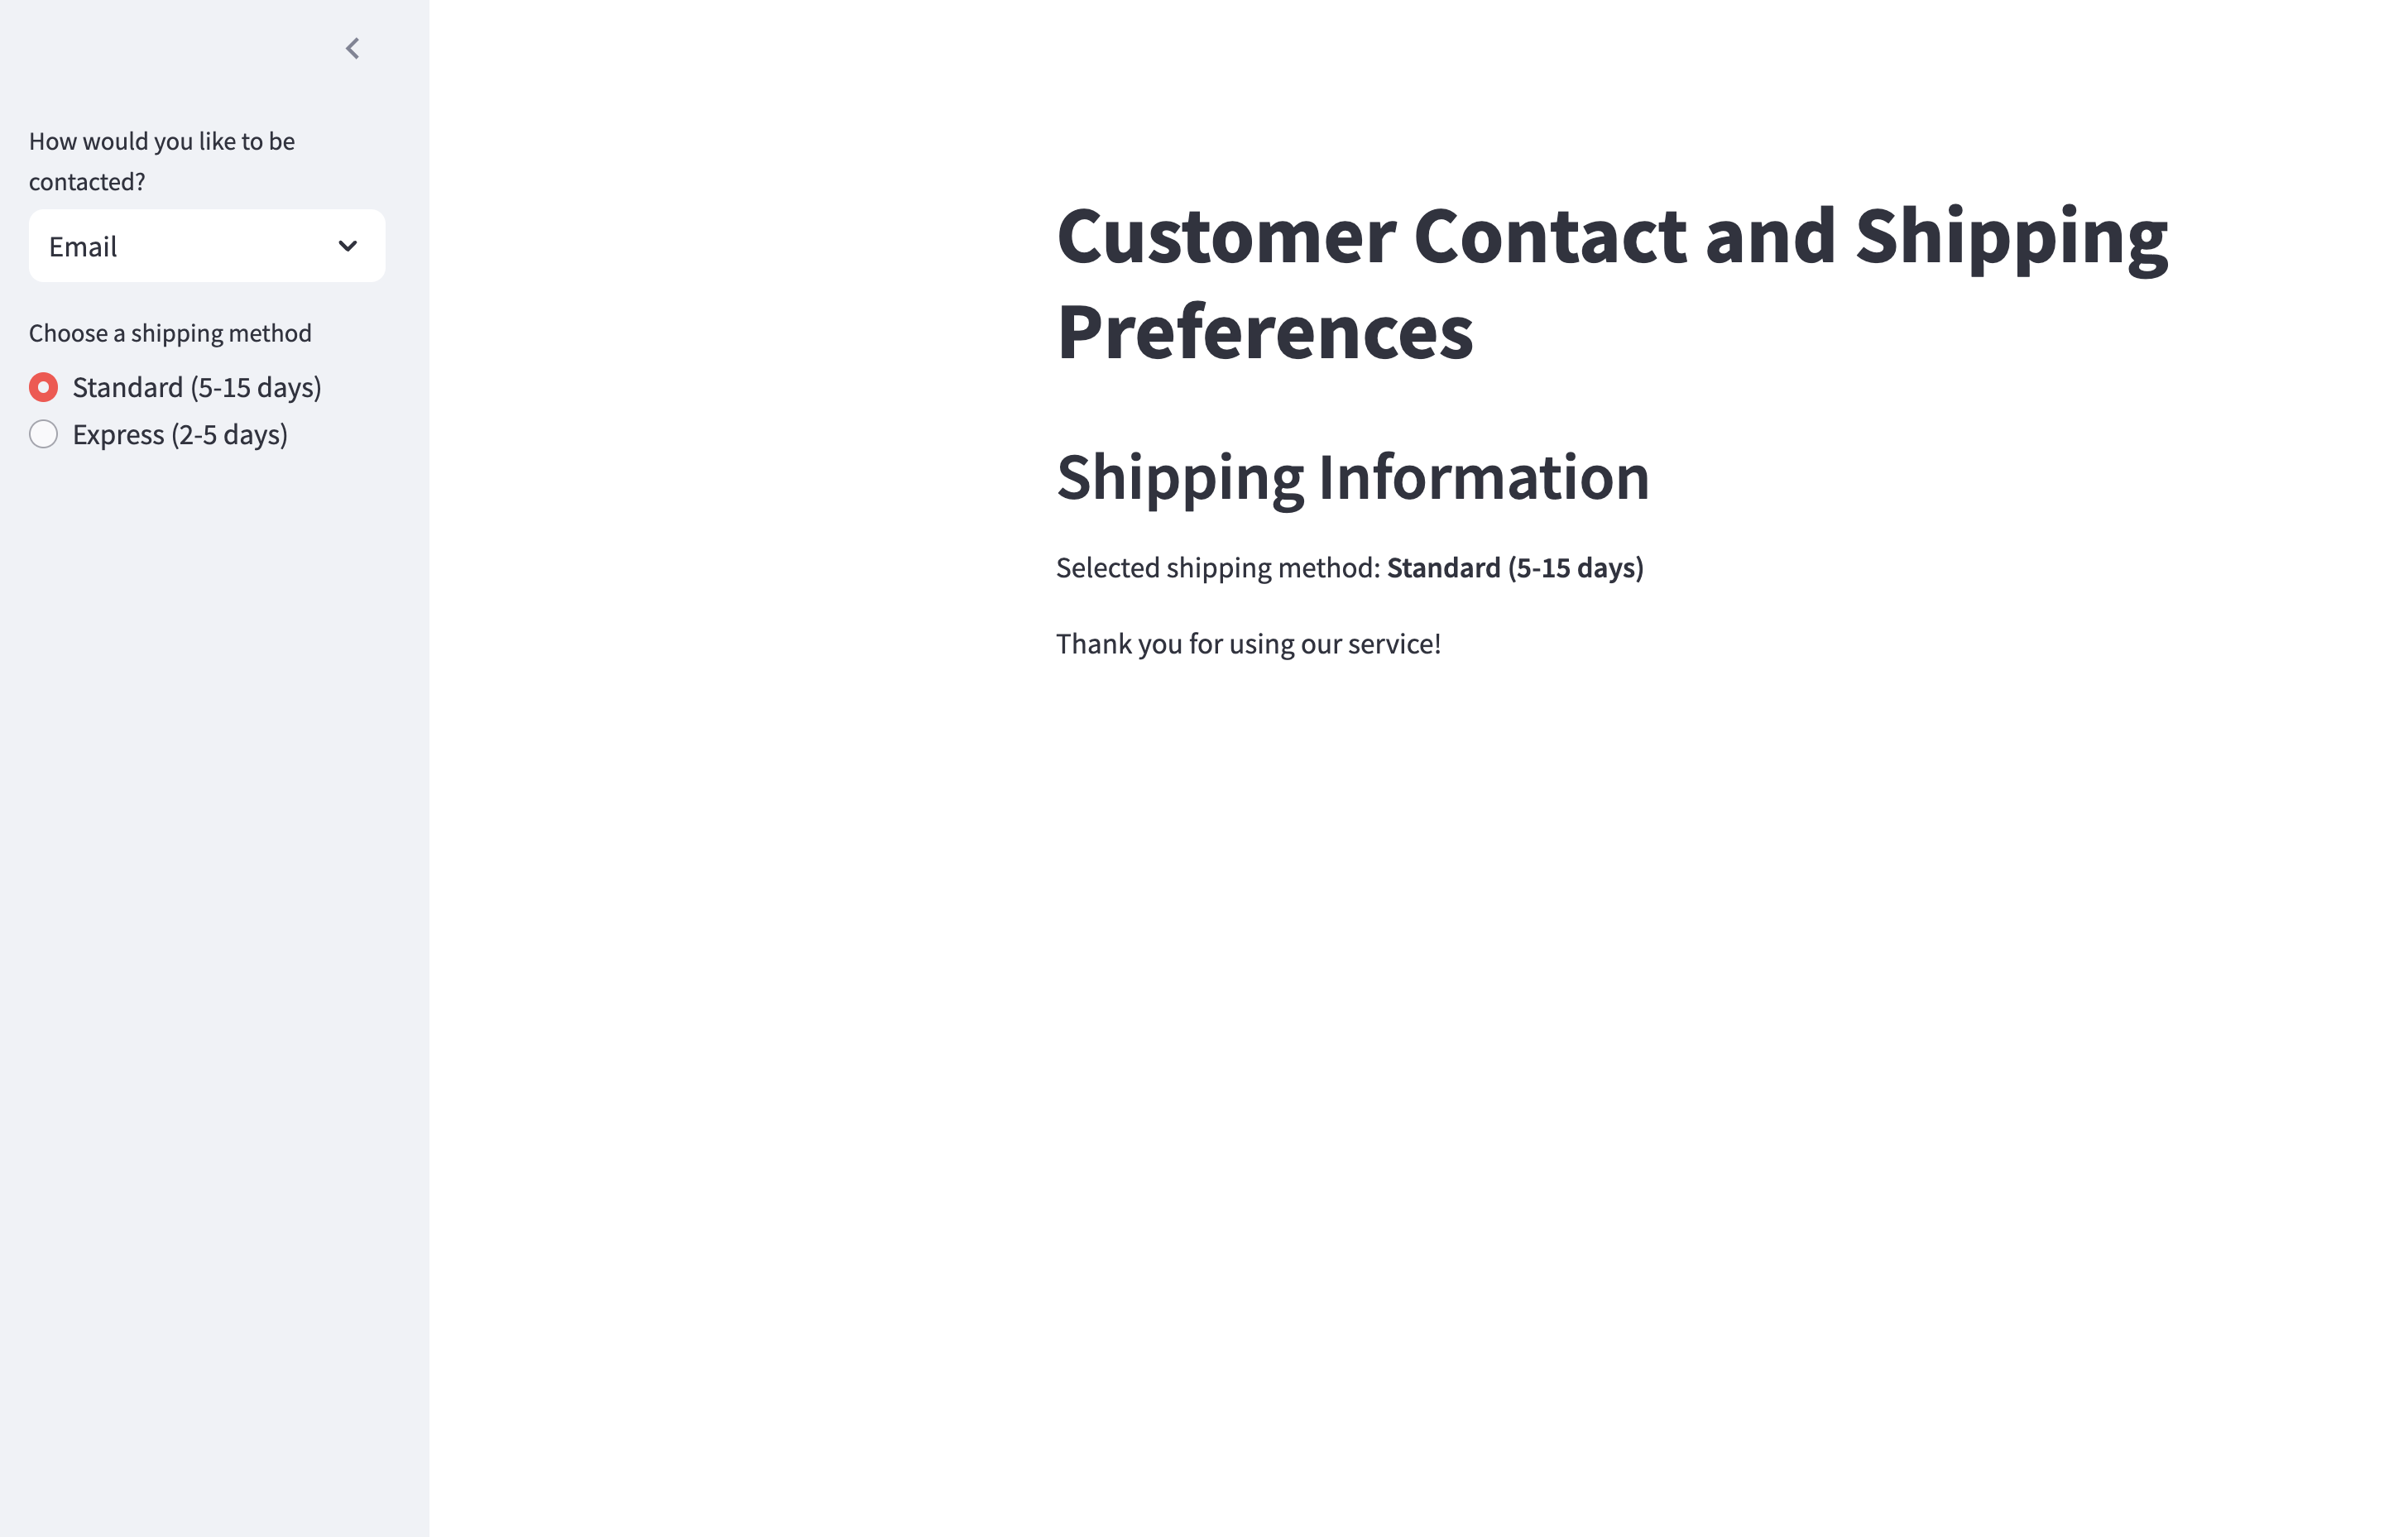 How would you like to be
contacted?
Email
Choose a shipping method
Standard (5-15 days)
Express (2-5 days)
Customer Contact and Shipping
Preferences
Shipping Information
Selected shipping method: Standard (5-15 days)
Thank you for using our service!